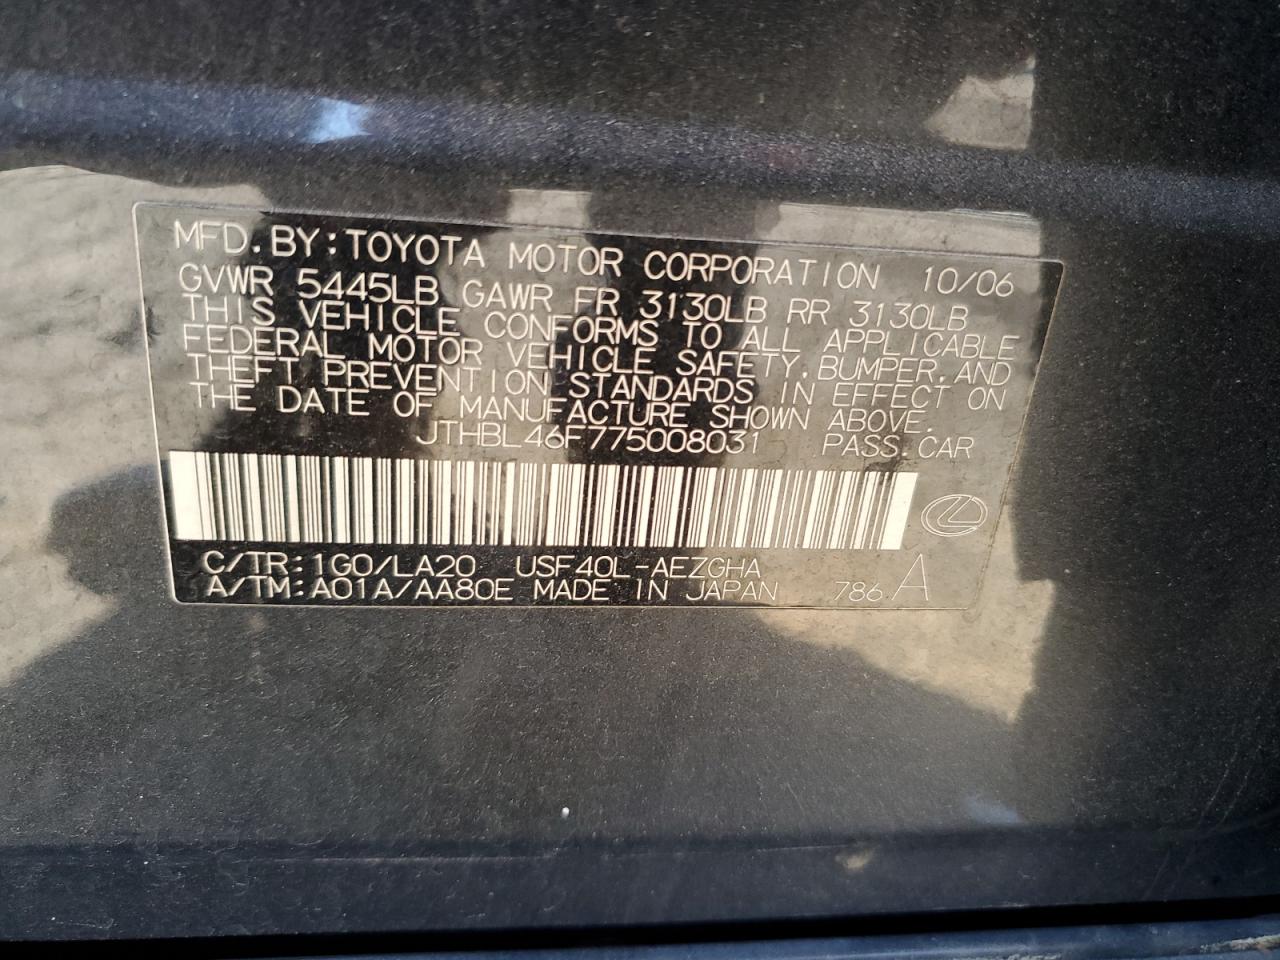 MFD. BY: TOYOTA MOTOR CORPORATION 10/06
GVWR 5445LB GAWR FR 3130LB RR 3130LB
THIS VEHICLE CONFORMS TO ALL APPLICABLE
FEDERAL MOTOR VEHICLE SAFETY, BUMPER, AND
THEFT PREVENTION STANDARDS IN EFFECT ON
THE DATE OF MANUFACTURE SHOWN ABOVE.
JTHBL46F775008031 PASS. CAR
C/TR: 1G0/LA20 USF40L-AEZGHA
A/TM: A01A/AA80E MADE IN JAPAN 786 A